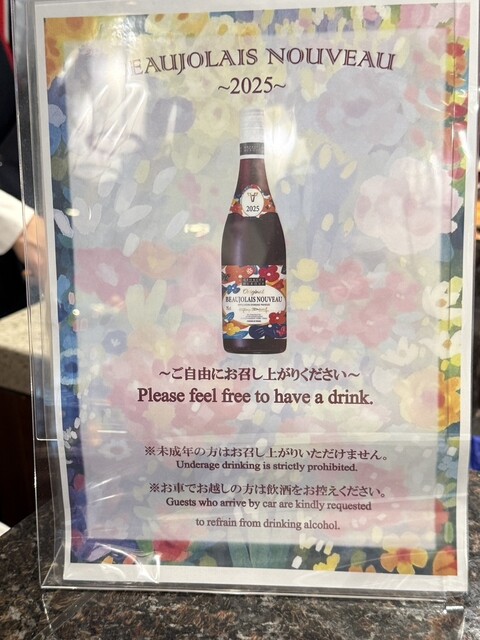 BEAUJOLAIS NOUVEAU
~2025~
2025
Original
BEAUJOLAIS NOUVEAU
~ご自由にお召し上がりください~
Please feel free to have a drink.
※未成年の方はお召し上がりいただけません。
Underage drinking is strictly prohibited.
※お車でお越しの方は飲酒をお控えください。
Guests who arrive by car are kindly requested
to refrain from drinking alcohol.